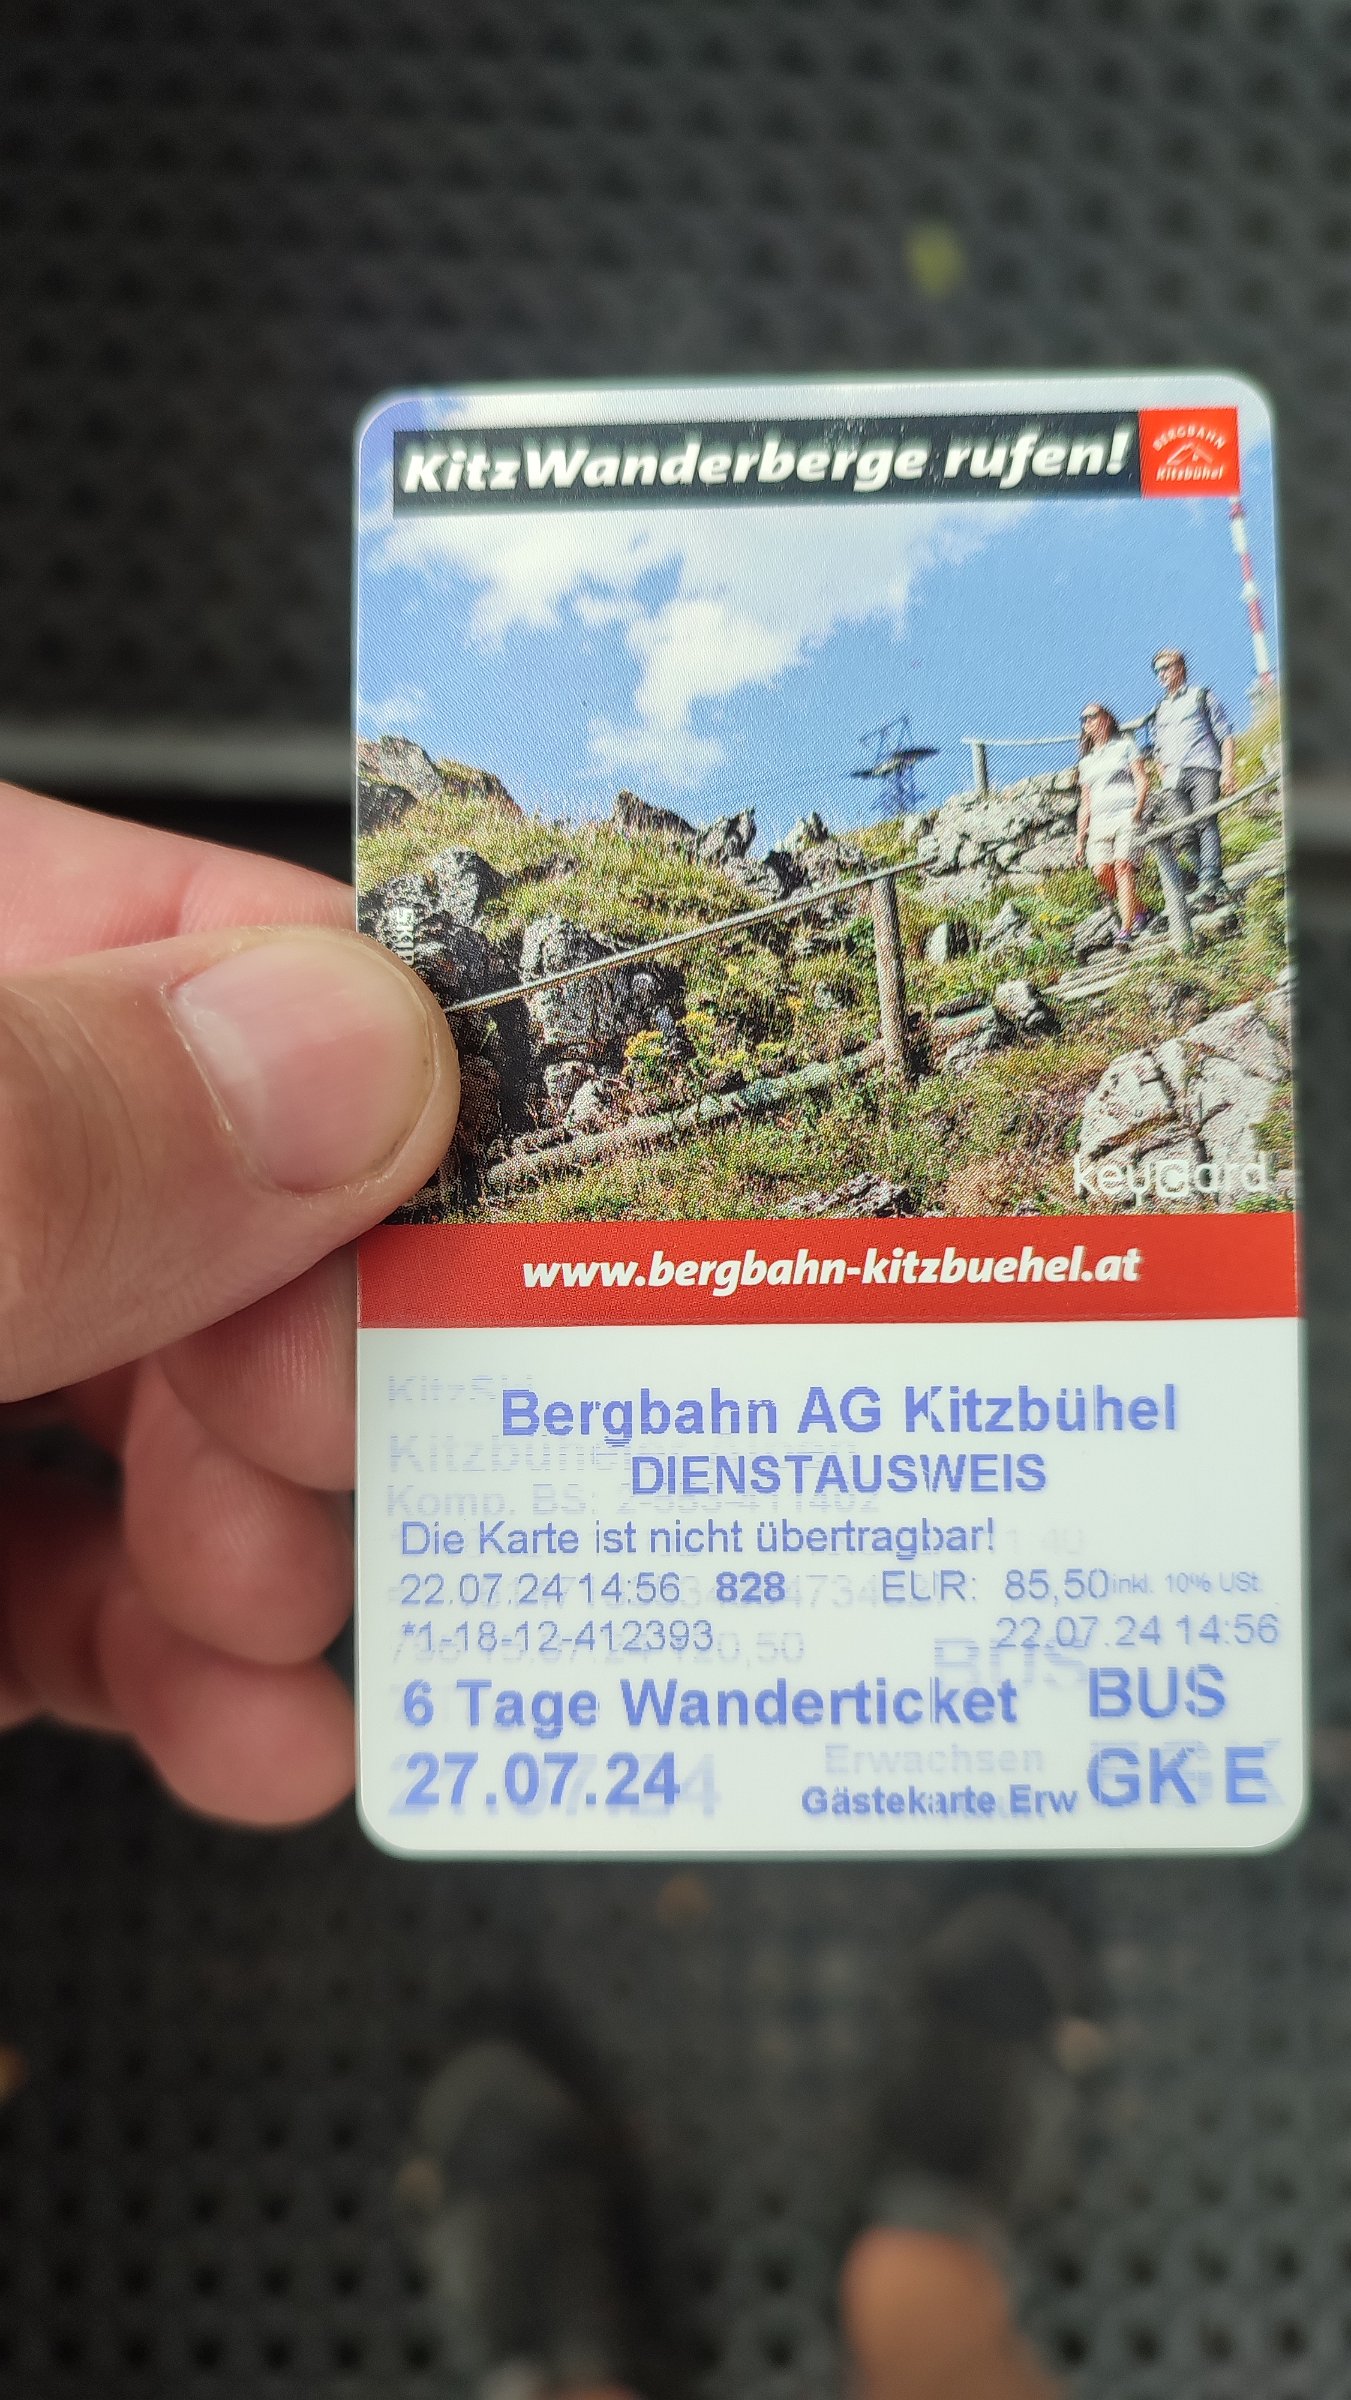 KitzWanderberge rufen!
BERGBAHN
Kitzbühel
keycard
www.bergbahn-kitzbuehel.at
Bergbahn AG Kitzbühel
DIENSTAUSWEIS
Die Karte ist nicht übertragbar!
22.07.24 14:56 828 EUR: 85,50 inkl. 10% USt.
*1-18-12-412393 22.07.24 14:56
6 Tage Wanderticket BUS
Erwachsen
27.07.24 Gästekarte Erw GK E